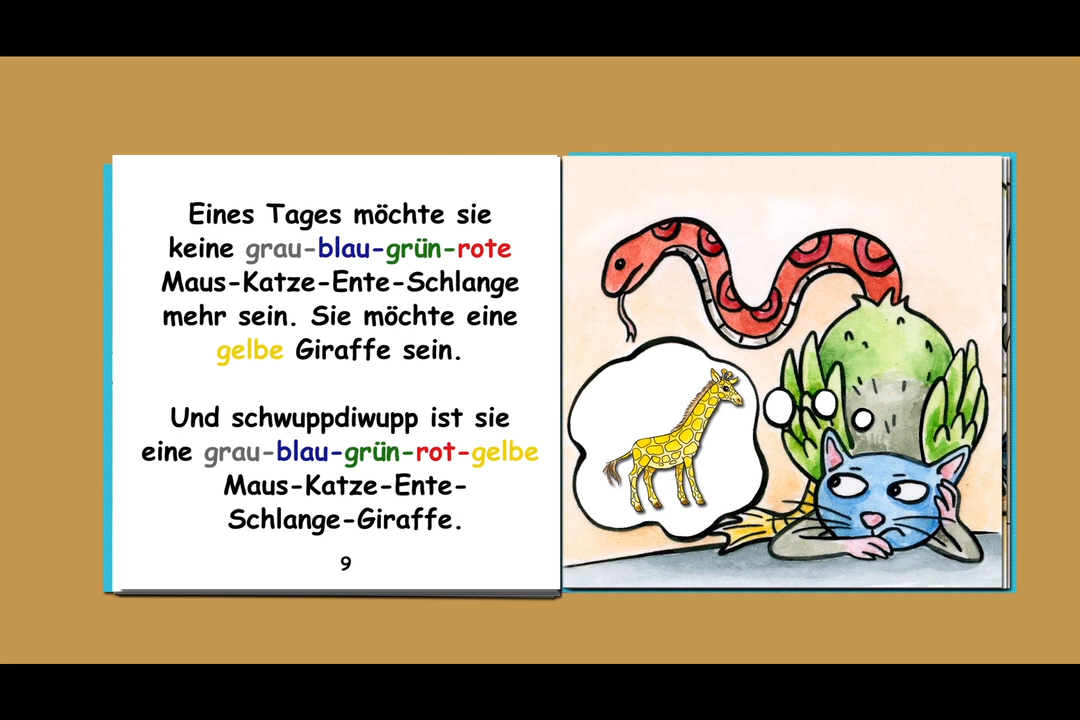 Eines Tages möchte sie
keine grau-blau-grün-rote
Maus-Katze-Ente-Schlange
mehr sein. Sie möchte eine
gelbe Giraffe sein.
Und schwuppdiwupp ist sie
eine grau-blau-grün-rot-gelbe
Maus-Katze-Ente-
Schlange-Giraffe.
9